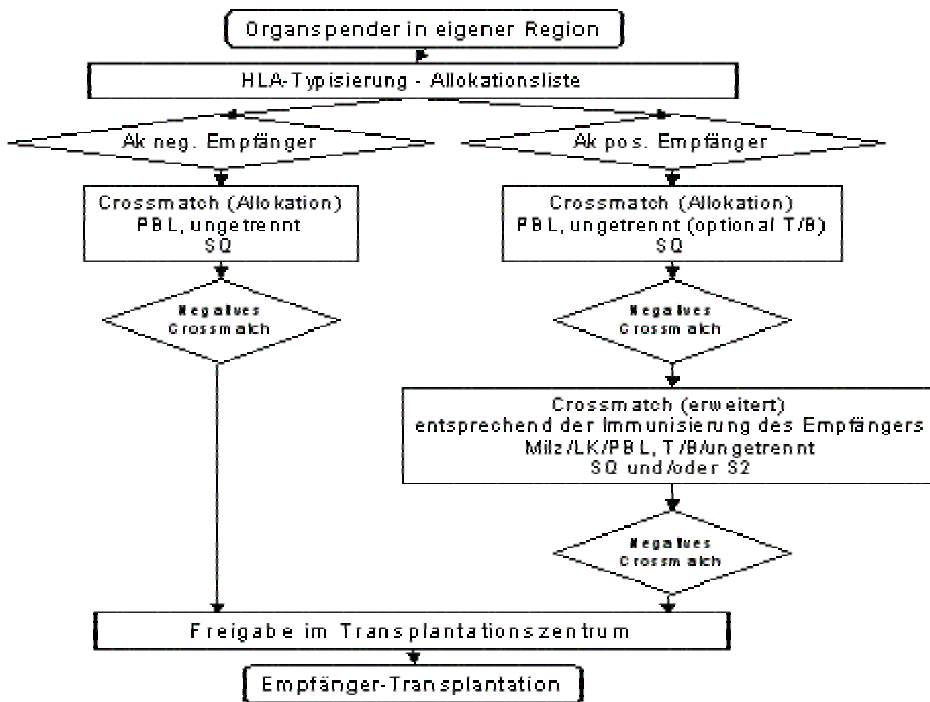 Organspender in eigener Region
HLA-Typisierung - Allokationsliste
Ak neg. Empfänger
Ak pos. Empfänger
Crossmatch (Allokation)
PBL, ungetrennt
SQ
Crossmatch (Allokation)
PBL, ungetrennt (optional T/B)
SQ
Negatives
Crossmatch
Negatives
Crossmatch
Crossmatch (erweitert)
entsprechend der Immunisierung des Empfängers
Milz/LK/PBL, T/B/ungetrennt
SQ und/oder S2
Negatives
Crossmatch
Freigabe im Transplantationszentrum
Empfänger-Transplantation